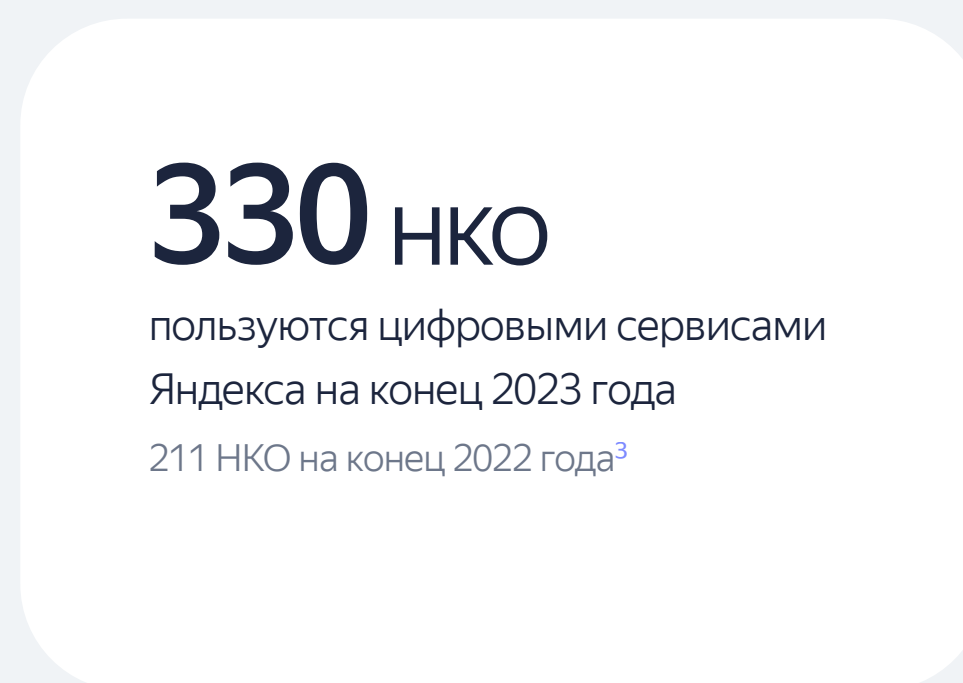 330 НКО
пользуются цифровыми сервисами
Яндекса на конец 2023 года
211 НКО на конец 2022 года³